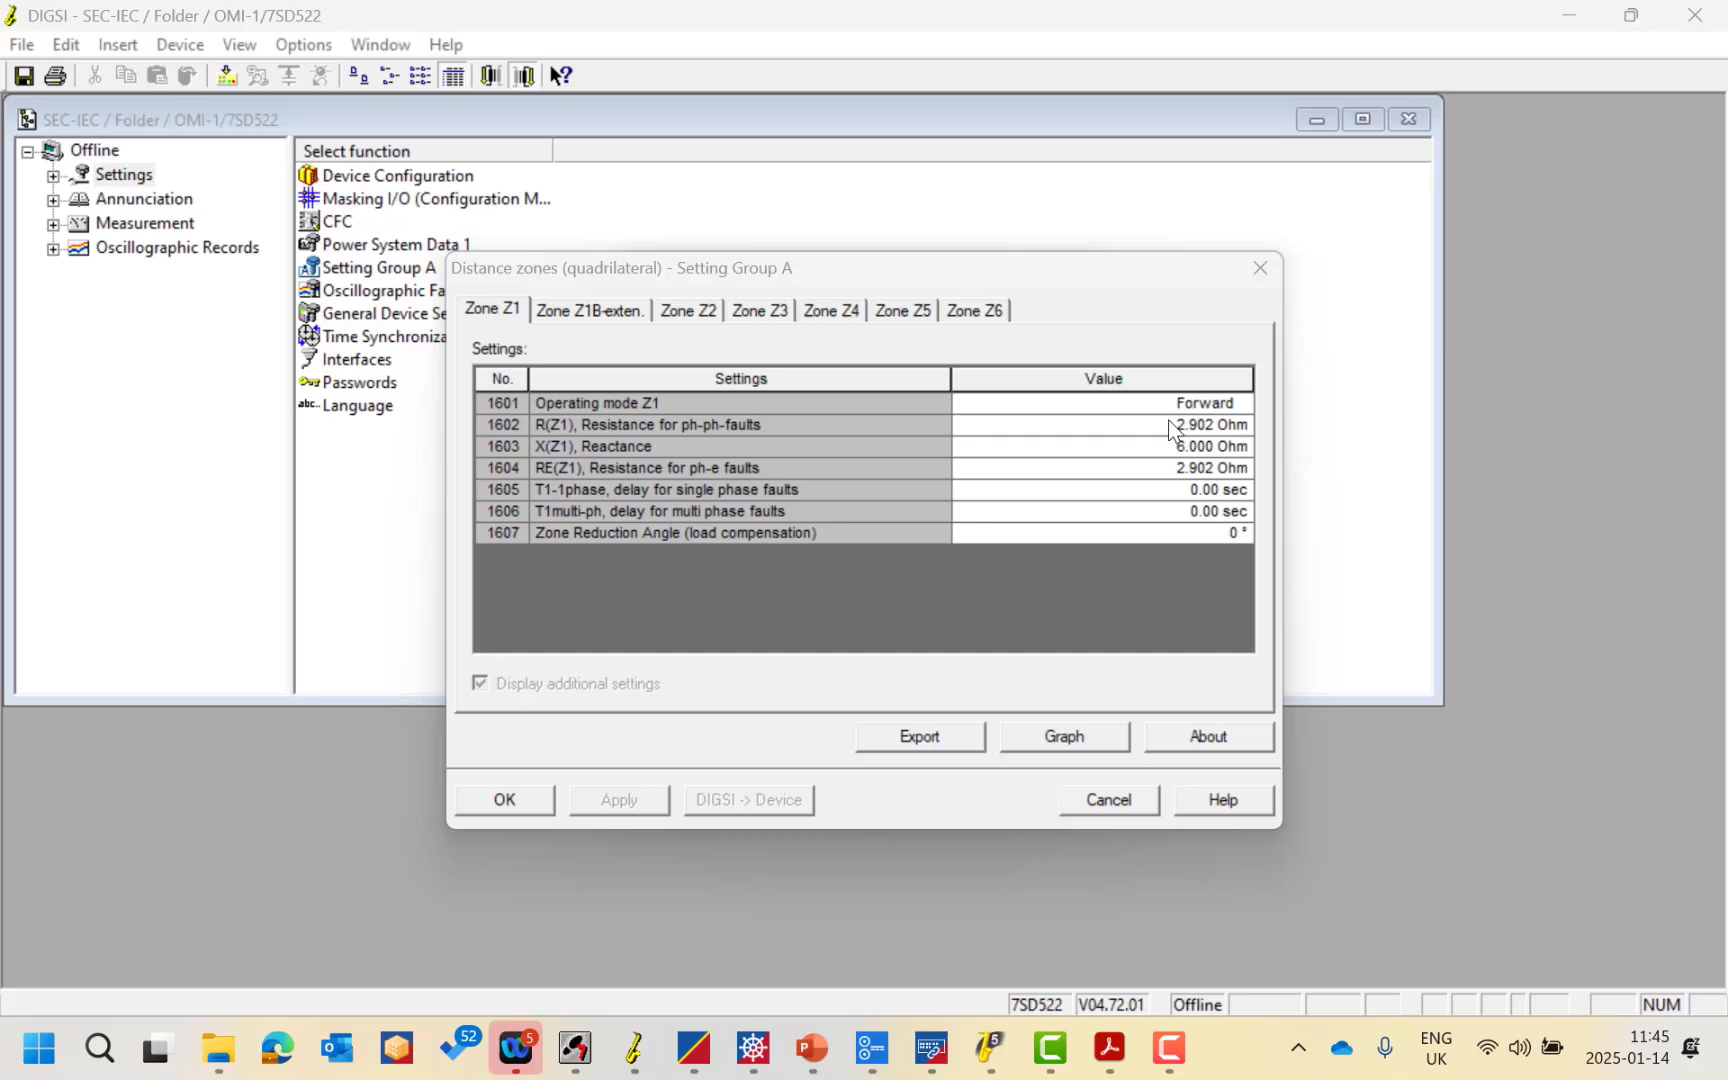 DIGSI - SEC-IEC / Folder / OMI-1/7SD522
File Edit Insert Device View Options Window Help
SEC-IEC / Folder / OMI-1/7SD522
Offline
Settings
Annunciation
Measurement
Oscillographic Records
Select function
Device Configuration
Masking I/O (Configuration M...
CFC
Power System Data 1
Setting Group A
Oscillographic Fa
General Device Se
Time Synchroniza
Interfaces
Passwords
abc.. Language
Distance zones (quadrilateral) - Setting Group A
Zone Z1 Zone Z1B-exten. Zone Z2 Zone Z3 Zone Z4 Zone Z5 Zone Z6
Settings:
No. Settings Value
1601 Operating mode Z1 Forward
1602 R(Z1), Resistance for ph-ph-faults 2.902 Ohm
1603 X(Z1), Reactance 6.000 Ohm
1604 RE(Z1), Resistance for ph-e faults 2.902 Ohm
1605 T1-1phase, delay for single phase faults 0.00 sec
1606 T1multi-ph, delay for multi phase faults 0.00 sec
1607 Zone Reduction Angle (load compensation) 0 °
Display additional settings
Export Graph About
OK Apply DIGSI -> Device Cancel Help
7SD522 V04.72.01 Offline NUM
52
5
5
ENG
UK
11:45
2025-01-14